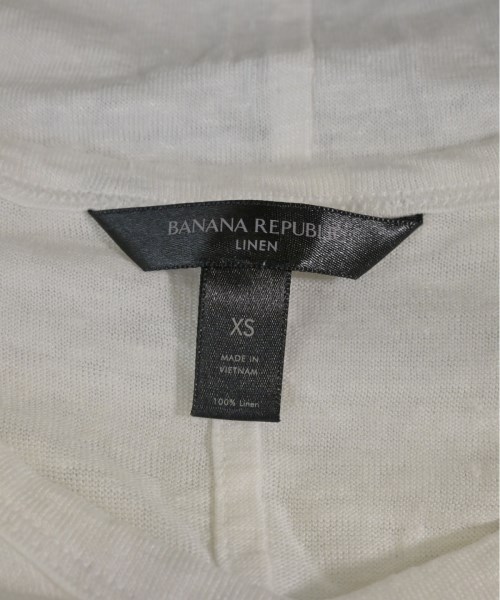 BANANA REPUBLIC
LINEN
XS
MADE IN
VIETNAM
100% Linen